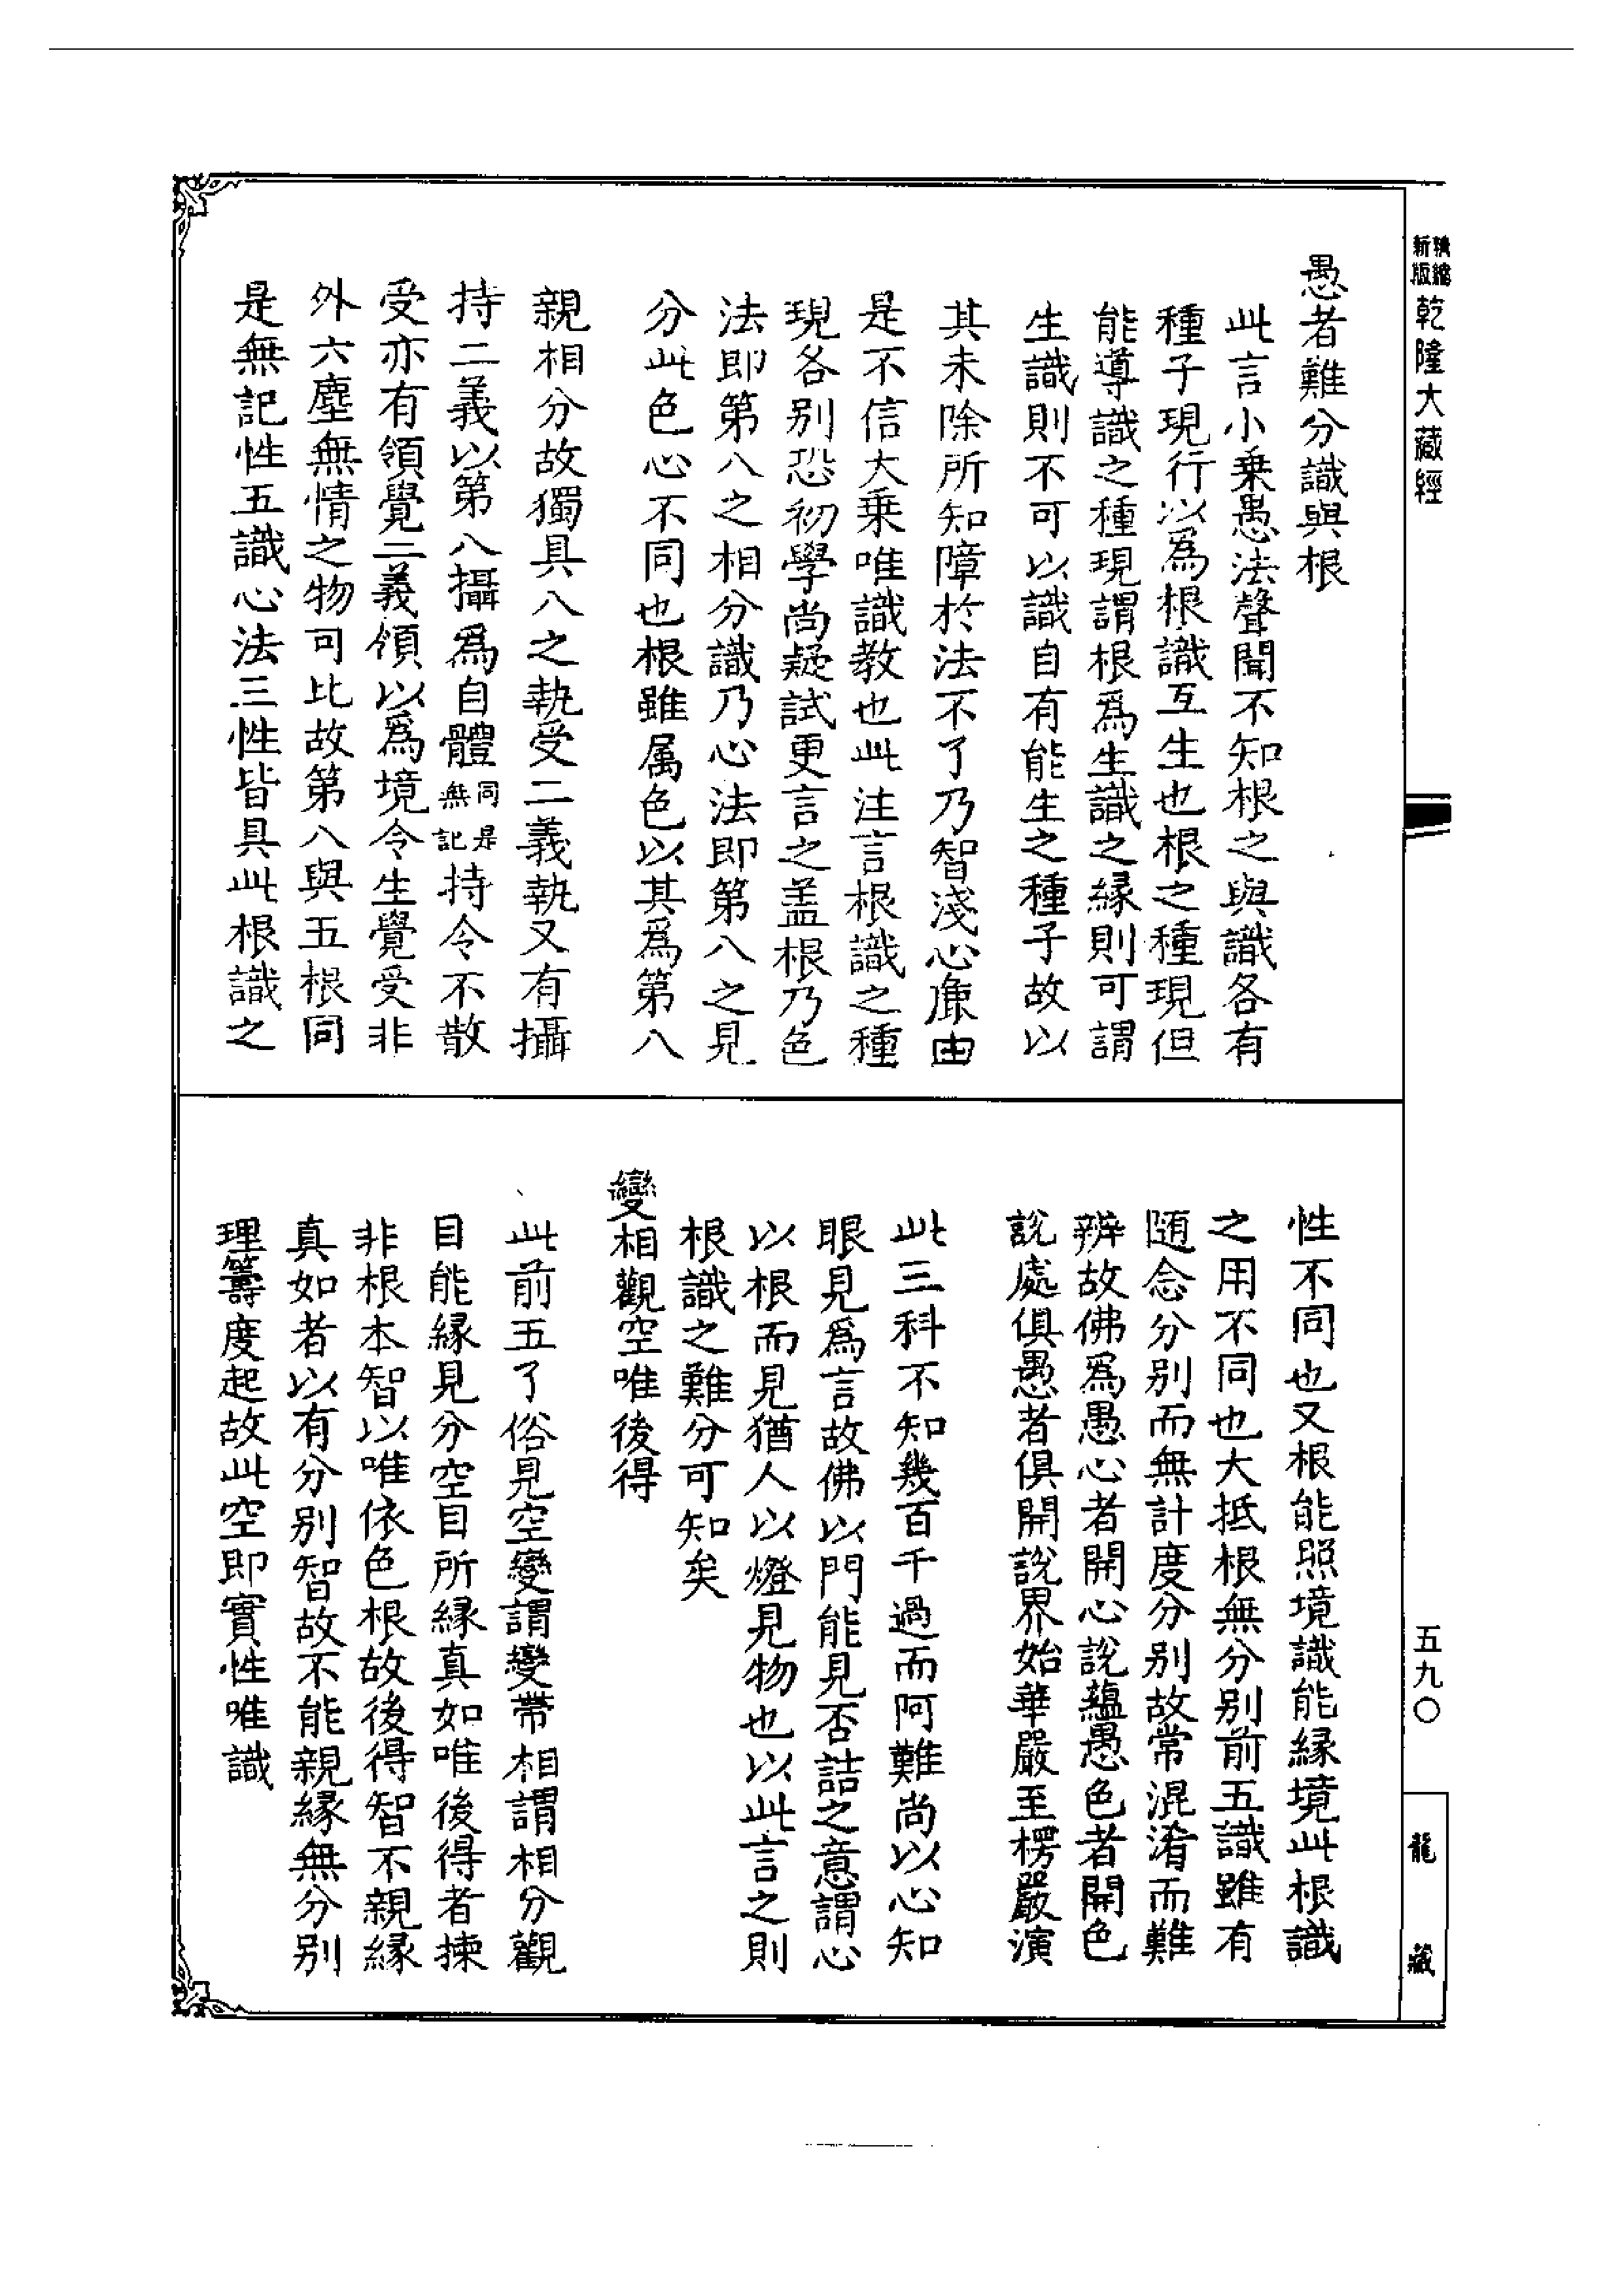 精縮
新版
乾隆大藏經
愚者難分識與根
此言小乗愚法聲聞不知根之與識各有
種子現行以為根識互生也根之種現但
能導識之種現謂根為生識之緣則可謂
生識則不可以識自有能生之種子故以
其未除所知障於法不了乃智淺心麤由
是不信大乗唯識教也此注言根識之種
現各別恐初學尚疑試更言之盖根乃色
法即第八之相分識乃心法即第八之見
分此色心不同也根雖属色以其為第八
親相分故獨具八之執受二義執又有攝
持二義以第八攝為自體同是無記持令不散
受亦有領覺二義領以為境令生覺受非
外六塵無情之物可比故第八與五根同
是無記性五識心法三性皆具此根識之
性不同也又根能照境識能緣境此根識
之用不同也大抵根無分別前五識雖有
隨念分別而無計度分別故常混淆而難
辨故佛為愚心者開心說蘊愚色者開色
說處俱愚者俱開說界始華嚴至楞嚴演
此三科不知幾百千過而阿難尚以心知
眼見為言故佛以門能見否詰之意謂心
以根而見猶人以燈見物也以此言之則
根識之難分可知矣
變相觀空唯後得
此前五了俗見空變謂變帶相謂相分觀
目能緣見分空目所緣真如唯後得者揀
非根本智以唯依色根故後得智不親緣
真如者以有分別智故不能親緣無分別
理籌度起故此空即實性唯識
五九〇
龍藏